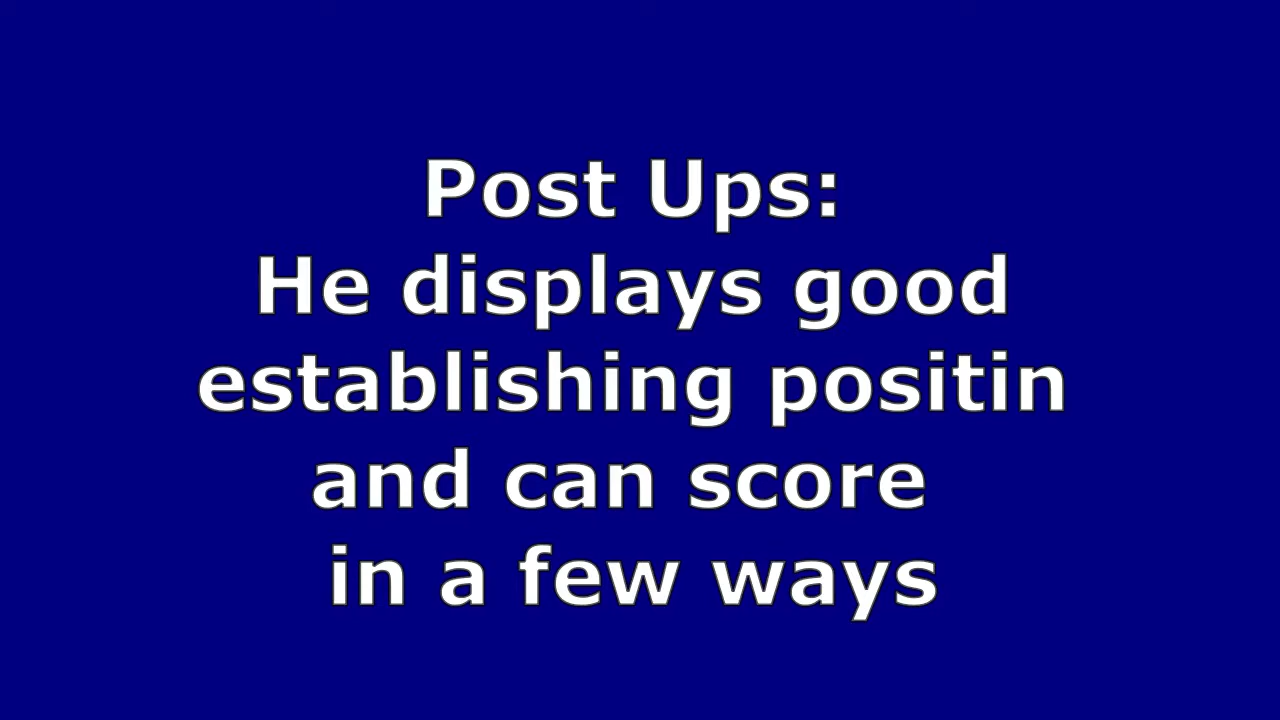 Post Ups:
He displays good
establishing positin
and can score
in a few ways